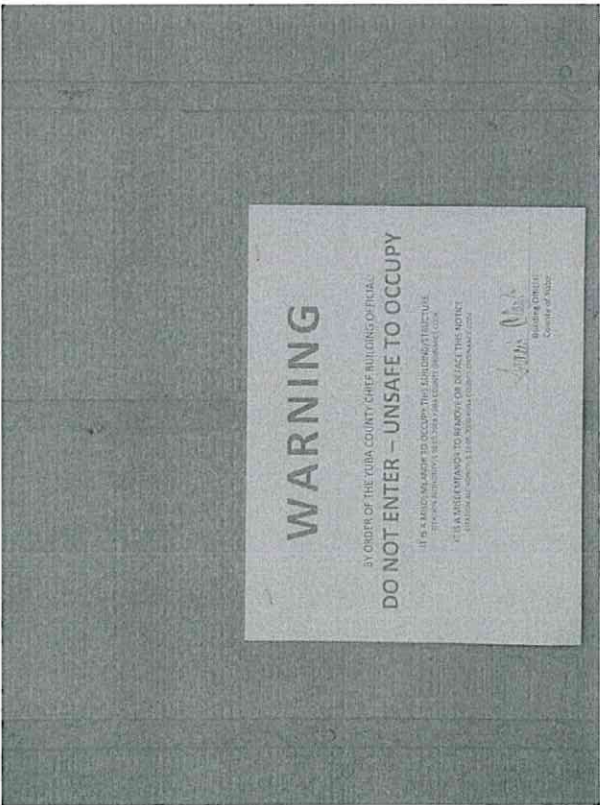 WARNING
BY ORDER OF THE YUBA COUNTY CHIEF BUILDING OFFICIAL
DO NOT ENTER – UNSAFE TO OCCUPY
IT IS A MISDEMEANOR TO OCCUPY THIS BUILDING/STRUCTURE
IT IS A MISDEMEANOR TO REMOVE OR DEFACE THIS NOTICE
Building Official
County of Yuba